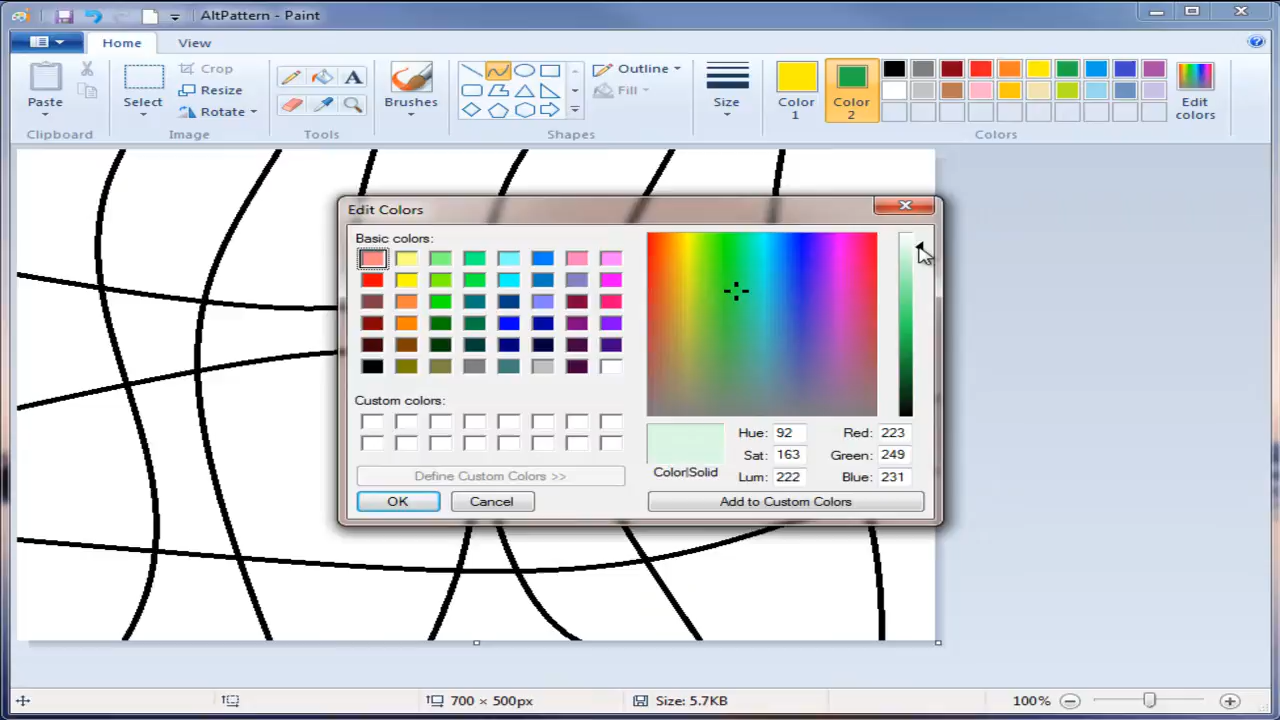 AltPattern - Paint
Home View
Paste
Select
Crop
Resize
Rotate
A
Brushes
Outline
Fill
Size
Color 1
Color 2
Edit colors
Clipboard Image Tools Shapes Colors
Edit Colors
Basic colors:
Custom colors:
Define Custom Colors >>
OK Cancel
Color|Solid
Hue: 92 Red: 223
Sat: 163 Green: 249
Lum: 222 Blue: 231
Add to Custom Colors
700 × 500px Size: 5.7KB 100%